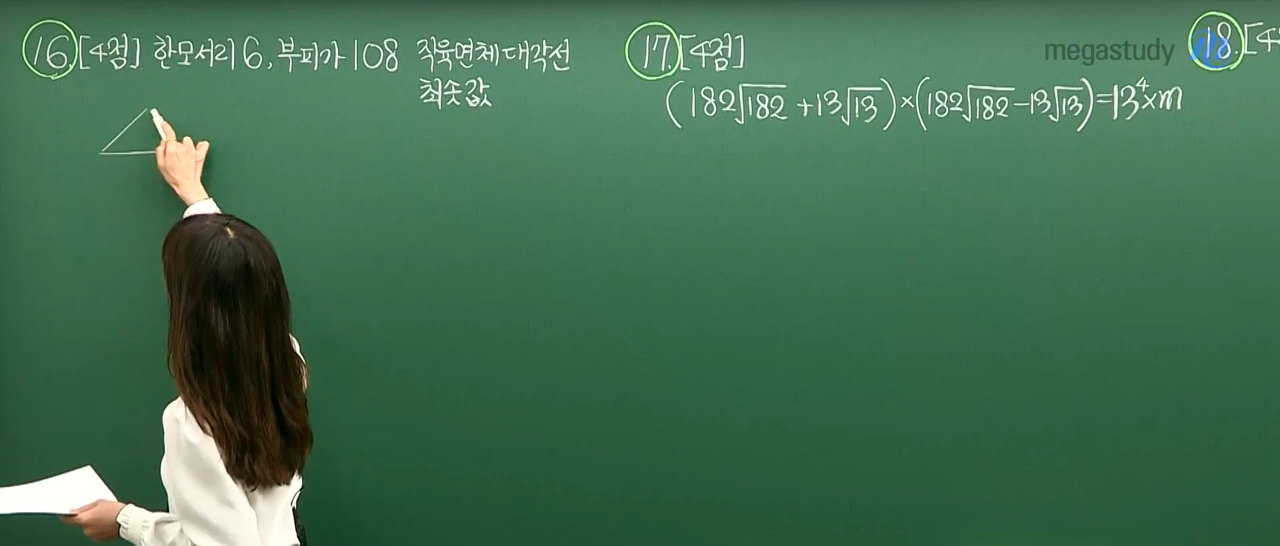 16. [4점] 한모서리 6, 부피가 108 직육면체 대각선
최솟값
17. [4점]
(182√182 + 13√13) × (182√182 - 13√13) = 13⁴ × m
megastudy
18. [4